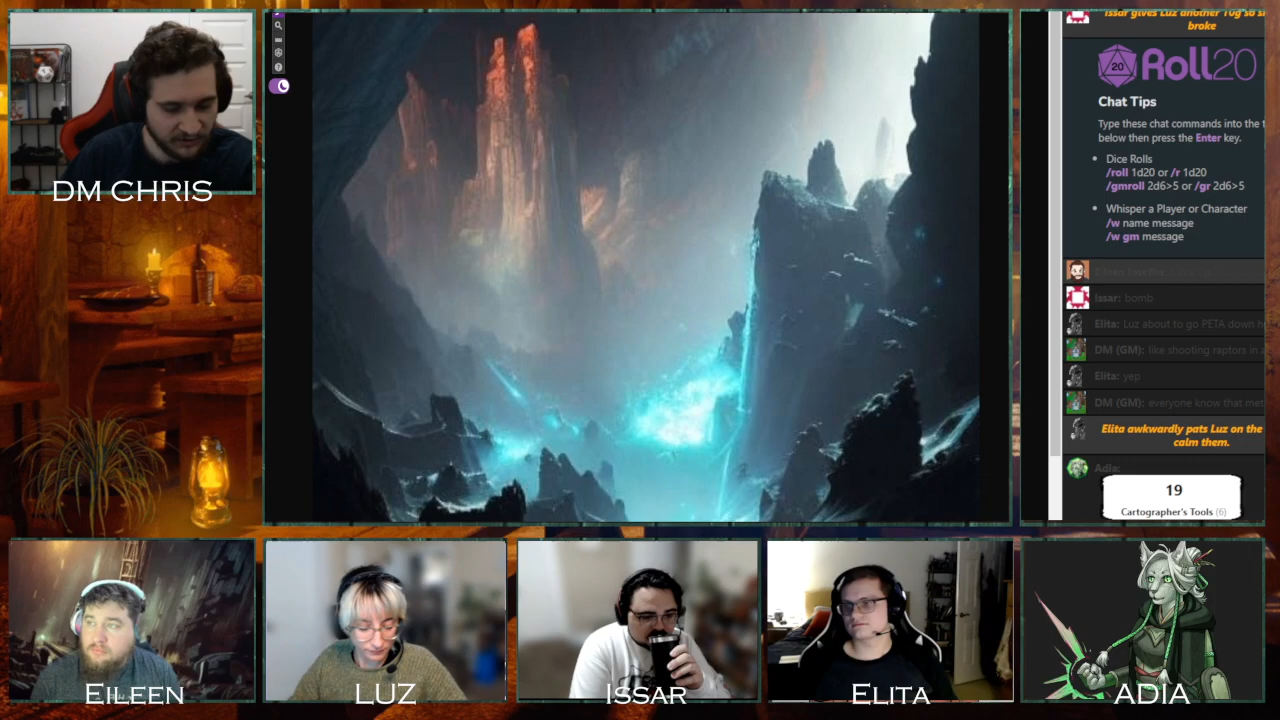 Issar gives Luz another Tug so s
broke
20
Roll20
Chat Tips
Type these chat commands into the t
below then press the Enter key.
• Dice Rolls
/roll 1d20 or /r 1d20
/gmroll 2d6>5 or /gr 2d6>5
• Whisper a Player or Character
/w name message
/w gm message
Issar: bomb
Elita: Luz about to go PETA down h
DM (GM): like shooting raptors in a
Elita: yep
DM (GM): everyone know that met
Elita awkwardly pats Luz on the
calm them.
Adia:
19
Cartographer's Tools (6)
DM CHRIS
EILEEN
LUZ
ISSAR
ELITA
ADIA